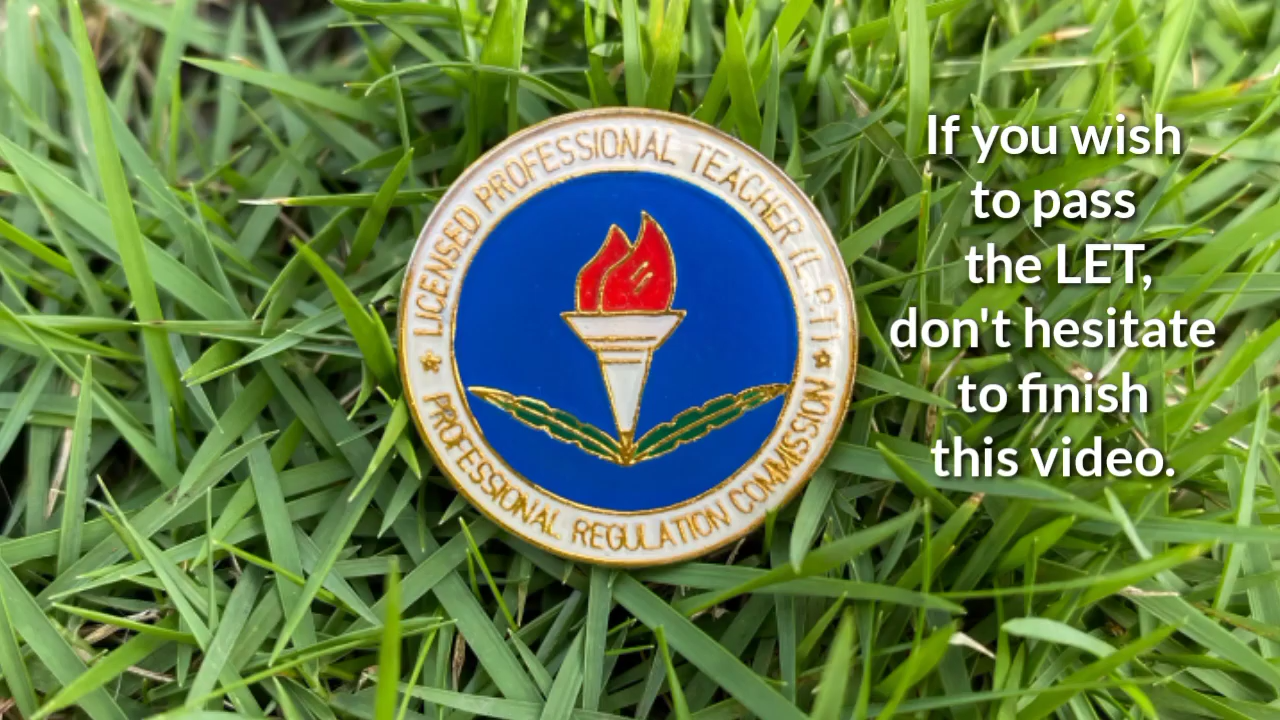 LICENSED PROFESSIONAL TEACHER (L.P.T)
PROFESSIONAL REGULATION COMMISSION
If you wish
to pass
the LET,
don't hesitate
to finish
this video.